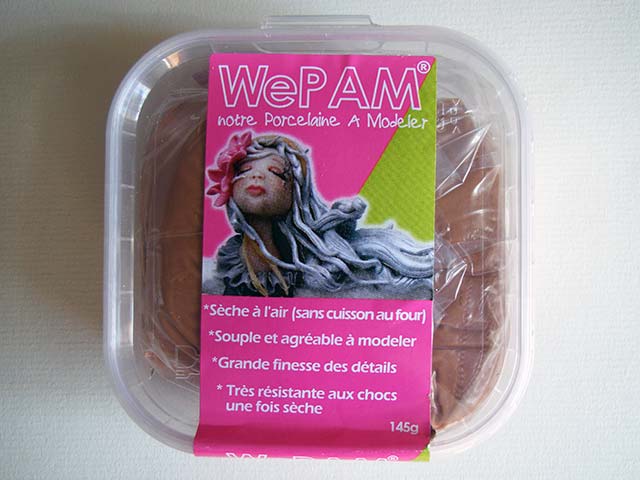 WePAM®
notre Porcelaine A Modeler
*Sèche à l'air (sans cuisson au four)
*Souple et agréable à modeler
*Grande finesse des détails
* Très résistante aux chocs
une fois sèche
145g
WePAM®